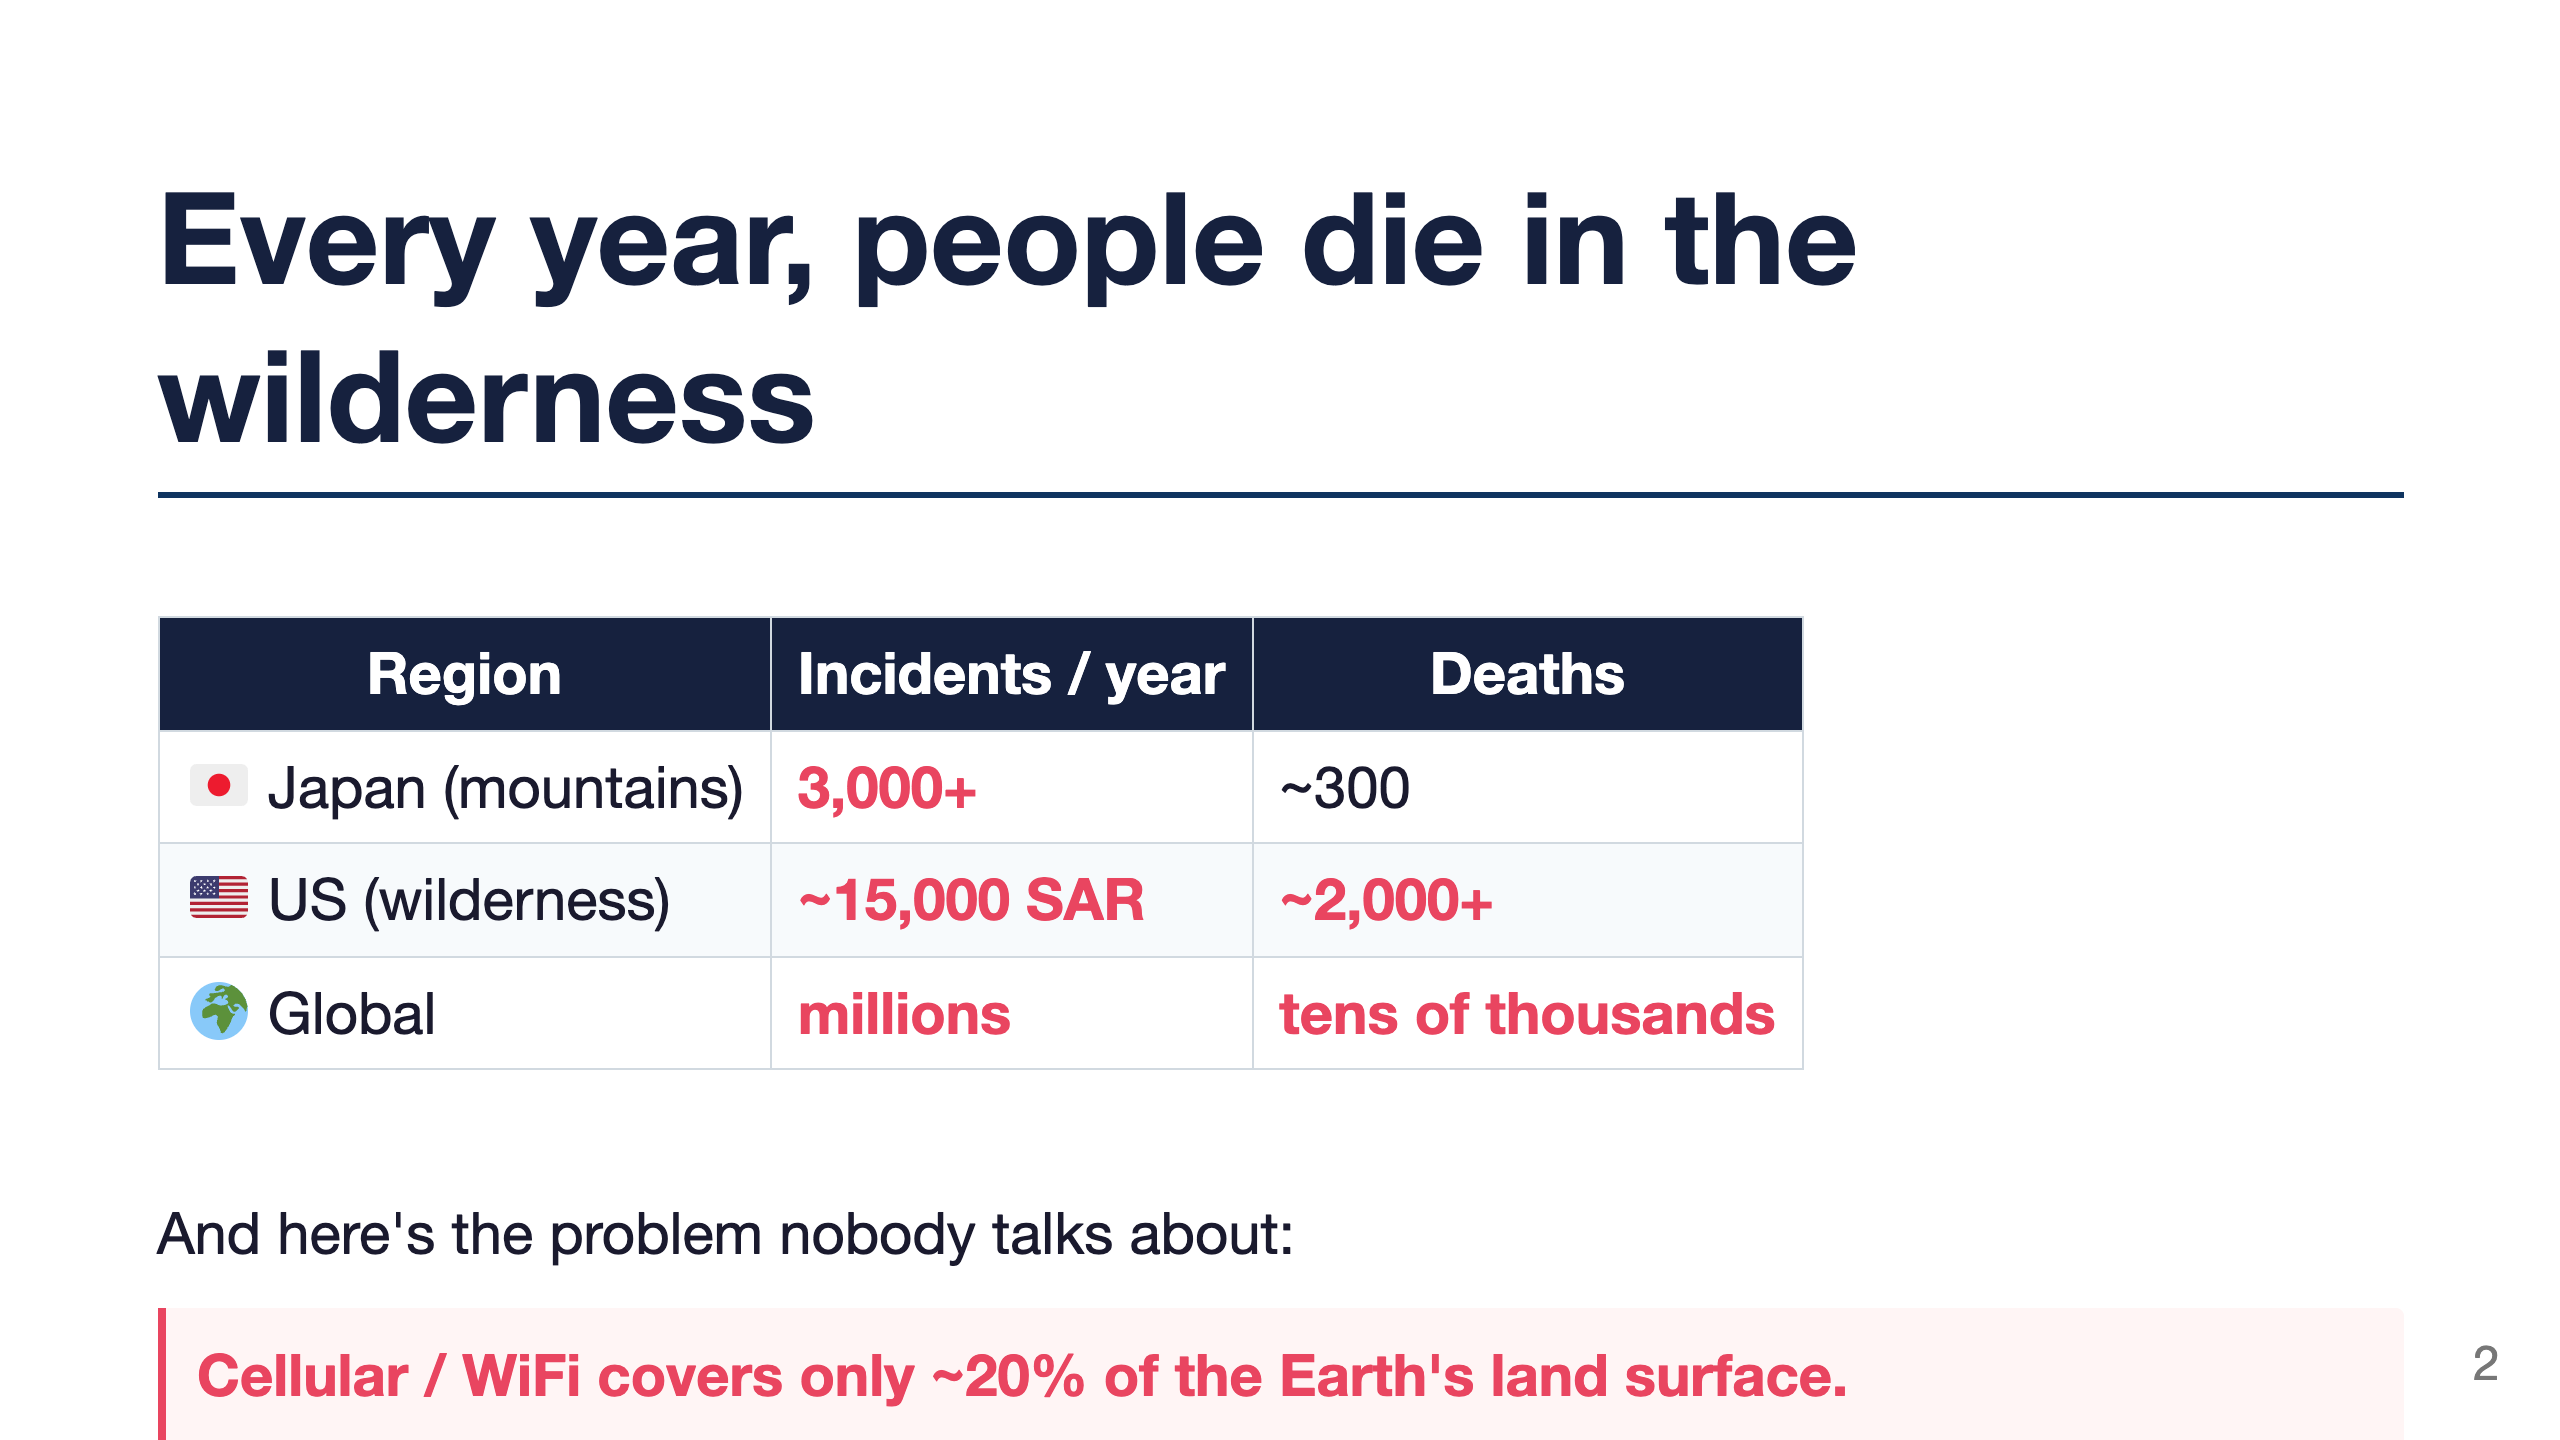 Every year, people die in the
wilderness
Region Incidents / year Deaths
🇯🇵 Japan (mountains) 3,000+ ~300
🇺🇸 US (wilderness) ~15,000 SAR ~2,000+
🌍 Global millions tens of thousands
And here's the problem nobody talks about:
Cellular / WiFi covers only ~20% of the Earth's land surface.
2